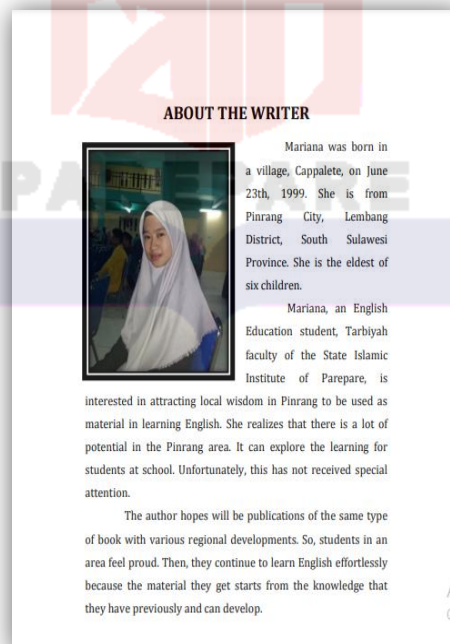 ABOUT THE WRITER
Mariana was born in
a village, Cappalete, on June
23th, 1999. She is from
Pinrang City, Lembang
District, South Sulawesi
Province. She is the eldest of
six children.
Mariana, an English
Education student, Tarbiyah
faculty of the State Islamic
Institute of Parepare, is
interested in attracting local wisdom in Pinrang to be used as
material in learning English. She realizes that there is a lot of
potential in the Pinrang area. It can explore the learning for
students at school. Unfortunately, this has not received special
attention.
The author hopes will be publications of the same type
of book with various regional developments. So, students in an
area feel proud. Then, they continue to learn English effortlessly
because the material they get starts from the knowledge that
they have previously and can develop.